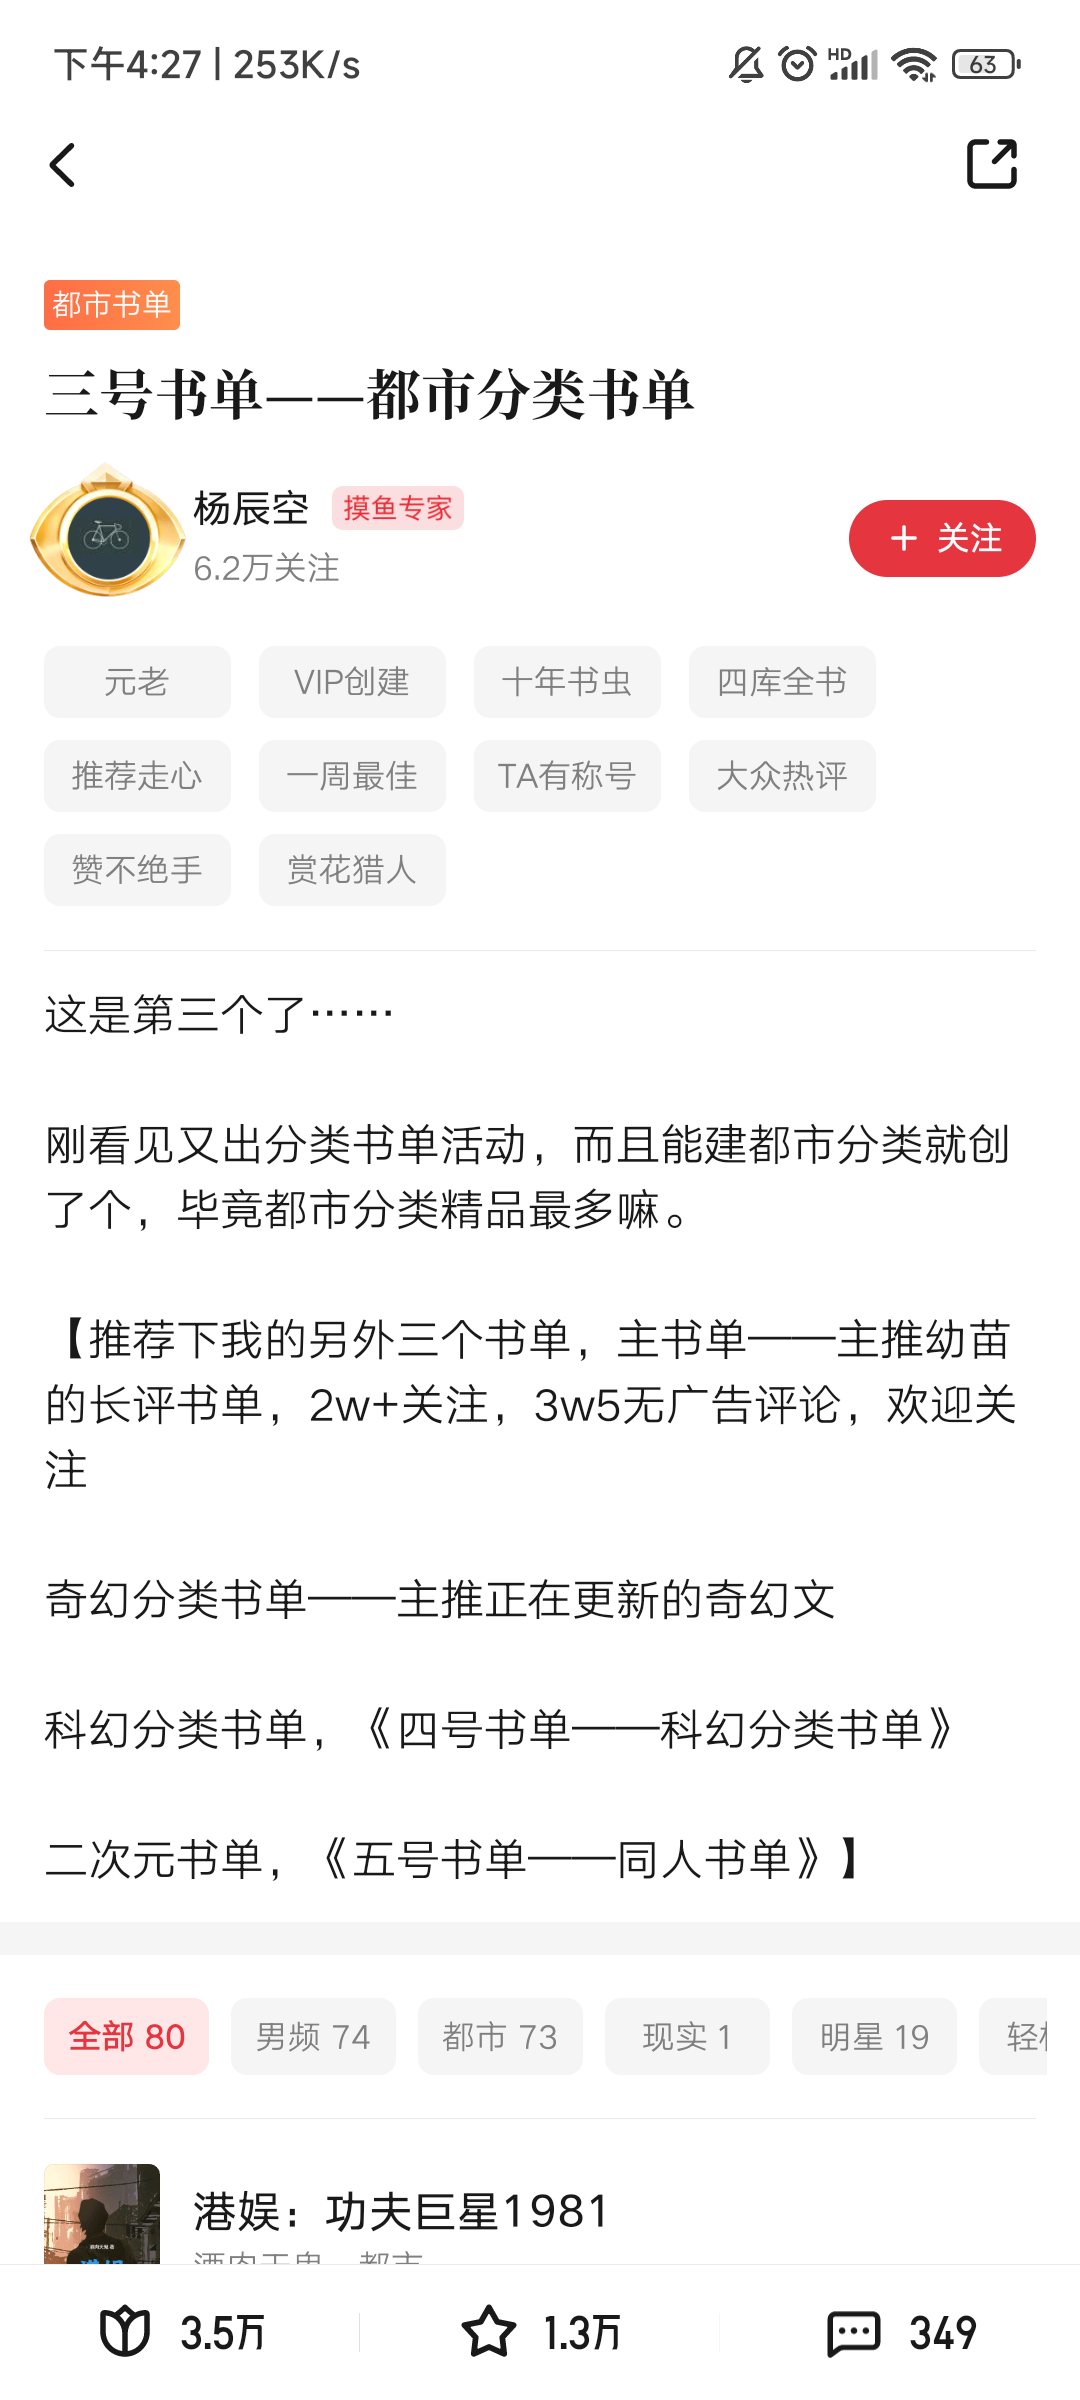 下午4:27 | 253K/s
HD
63
都市书单
三号书单——都市分类书单
杨辰空 摸鱼专家
6.2万关注
+ 关注
元老 VIP创建 十年书虫 四库全书
推荐走心 一周最佳 TA有称号 大众热评
赞不绝手 赏花猎人
这是第三个了……
刚看见又出分类书单活动，而且能建都市分类就创
了个，毕竟都市分类精品最多嘛。
【推荐下我的另外三个书单，主书单——主推幼苗
的长评书单，2w+关注，3w5无广告评论，欢迎关
注
奇幻分类书单——主推正在更新的奇幻文
科幻分类书单，《四号书单——科幻分类书单》
二次元书单，《五号书单——同人书单》】
全部 80 男频 74 都市 73 现实 1 明星 19 轻
港娱：功夫巨星1981
3.5万 1.3万 349